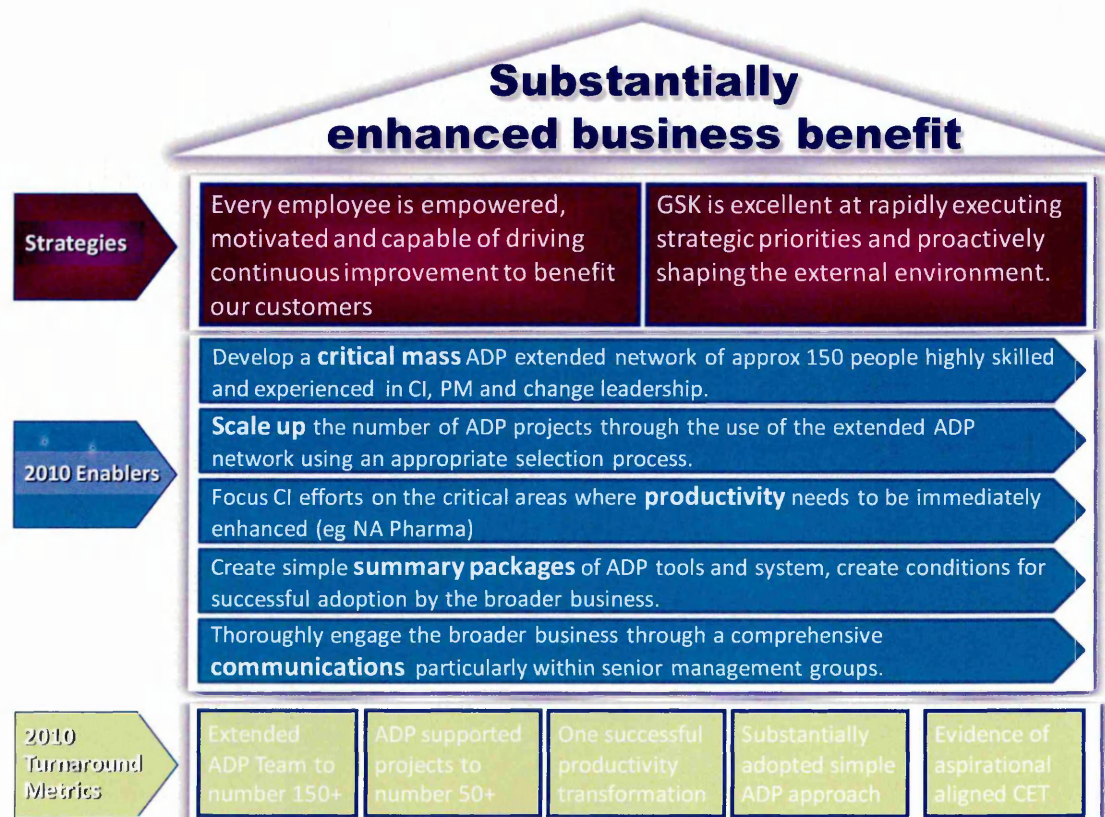 Substantially
enhanced business benefit
Strategies
Every employee is empowered,
motivated and capable of driving
continuous improvement to benefit
our customers
GSK is excellent at rapidly executing
strategic priorities and proactively
shaping the external environment.
2010 Enablers
Develop a critical mass ADP extended network of approx 150 people highly skilled
and experienced in CI, PM and change leadership.
Scale up the number of ADP projects through the use of the extended ADP
network using an appropriate selection process.
Focus CI efforts on the critical areas where productivity needs to be immediately
enhanced (eg NA Pharma)
Create simple summary packages of ADP tools and system, create conditions for
successful adoption by the broader business.
Thoroughly engage the broader business through a comprehensive
communications particularly within senior management groups.
2010
Turnaround
Metrics
Extended
ADP Team to
number 150+
ADP supported
projects to
number 50+
One successful
productivity
transformation
Substantially
adopted simple
ADP approach
Evidence of
aspirational
aligned CET